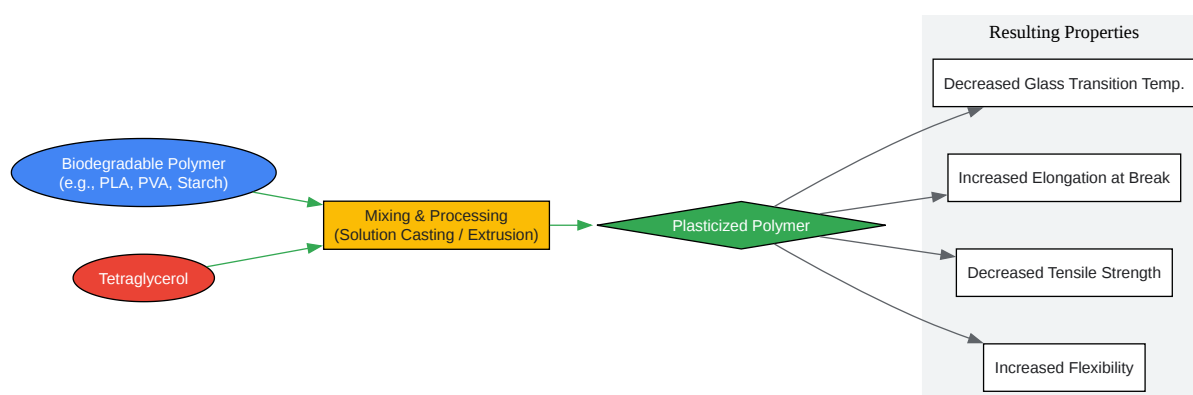 Resulting Properties
Decreased Glass Transition Temp.
Biodegradable Polymer
(e.g., PLA, PVA, Starch)
Increased Elongation at Break
Mixing & Processing
(Solution Casting / Extrusion)
Plasticized Polymer
Tetraglycerol
Decreased Tensile Strength
Increased Flexibility